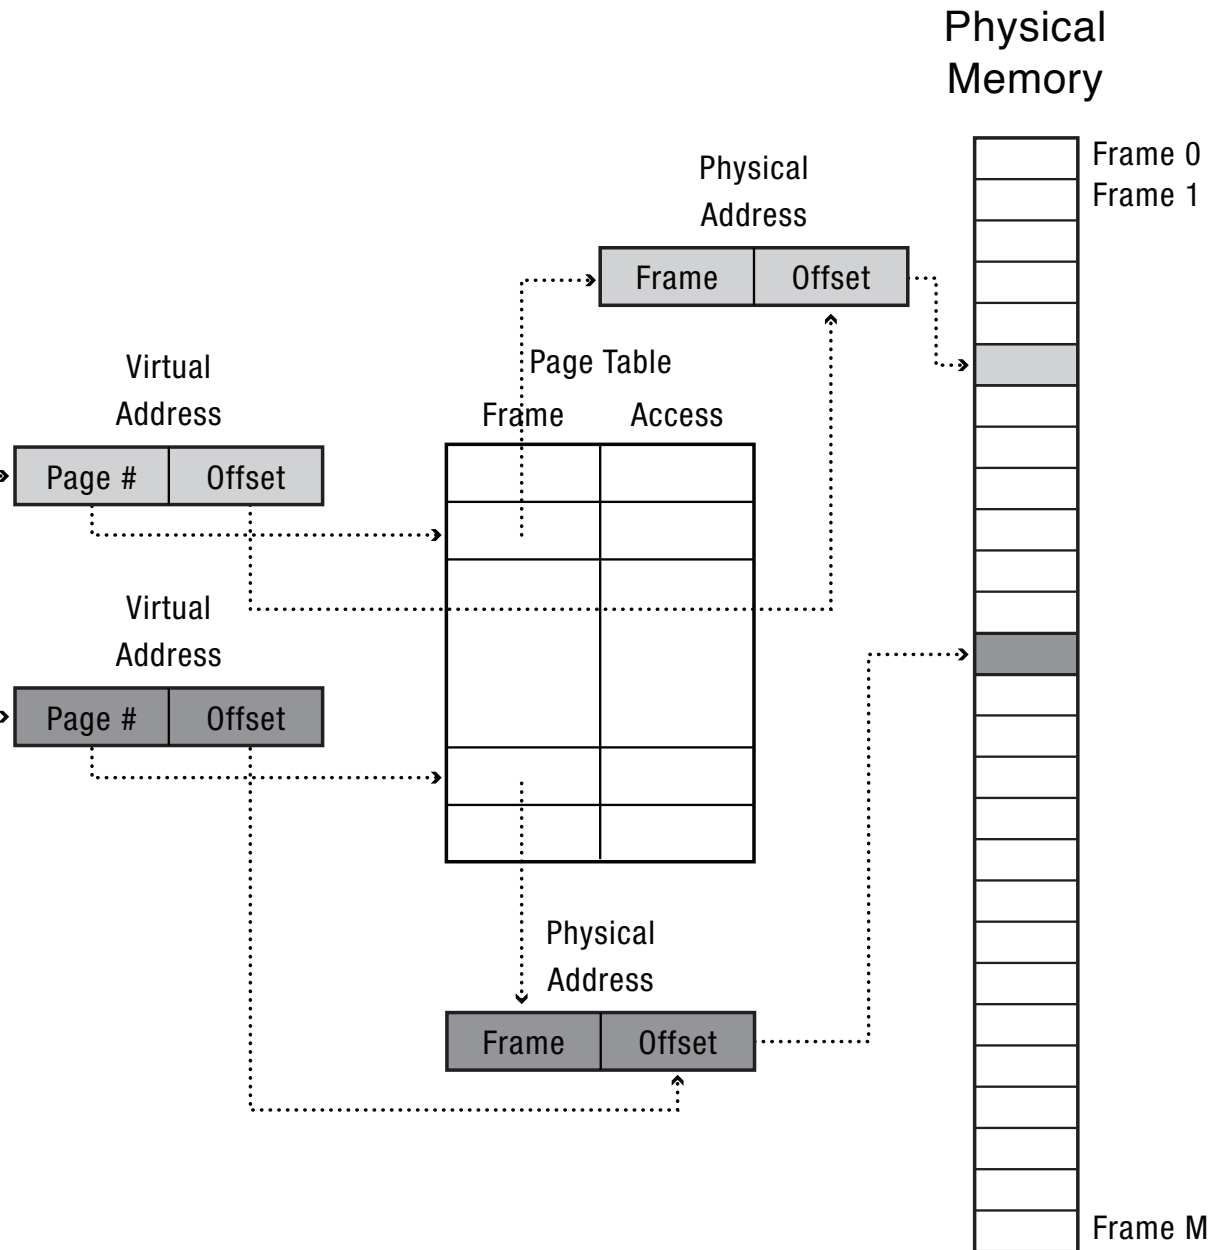 Physical
Memory
Frame 0
Frame 1
Physical
Address
Frame Offset
Page Table
Frame Access
Virtual
Address
Page # Offset
Virtual
Address
Page # Offset
Physical
Address
Frame Offset
Frame M